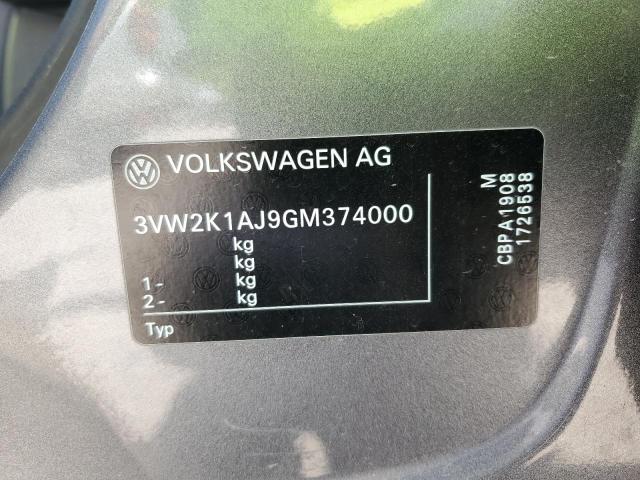 VOLKSWAGEN AG
3VW2K1AJ9GM374000
kg
kg
1 - kg
2 - kg
Typ
M
CBPA1908
1726538